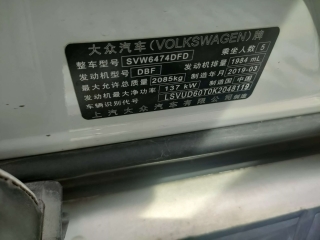 大众汽车(VOLKSWAGEN)牌
整车型号 SVW6474DFD 乘坐人数 5
发动机型号 DBF 发动机排量 1984 mL
最大允许总质量 2085kg 制造年月 2019-03
发动机最大净功率 137 kW 制造国 中国
车辆识别代号 LSVUD60T0K2048119
上汽大众汽车有限公司制造